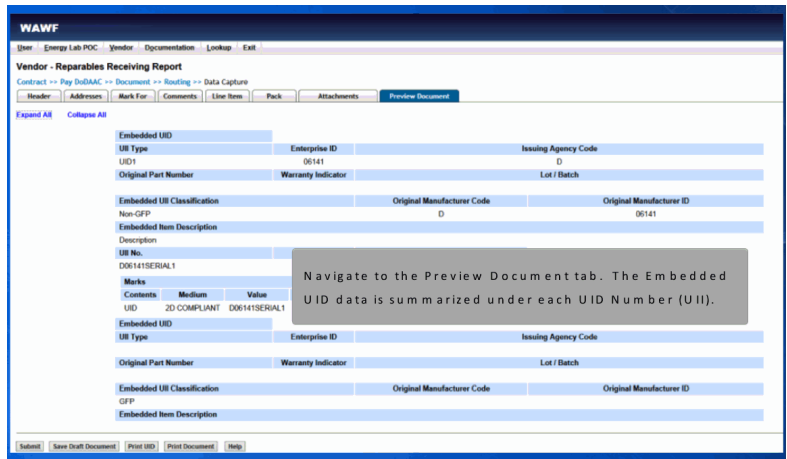 WAWF
User Energy Lab POC Vendor Documentation Lookup Exit
Vendor - Reparables Receiving Report
Contract >> Pay DoDAAC >> Document >> Routing >> Data Capture
Header Addresses Mark For Comments Line Item Pack Attachments Preview Document
Expand All Collapse All
Embedded UID
UII Type Enterprise ID Issuing Agency Code
UID1 06141 D
Original Part Number Warranty Indicator Lot / Batch
Embedded UII Classification Original Manufacturer Code Original Manufacturer ID
Non-GFP D 06141
Embedded Item Description
Description
UII No.
D06141SERIAL1
Marks
Contents Medium Value
UID 2D COMPLIANT D06141SERIAL1
Navigate to the Preview Document tab. The Embedded
UID data is summarized under each UID Number (UII).
Embedded UID
UII Type Enterprise ID Issuing Agency Code
Original Part Number Warranty Indicator Lot / Batch
Embedded UII Classification Original Manufacturer Code Original Manufacturer ID
GFP
Embedded Item Description
Submit Save Draft Document Print UID Print Document Help